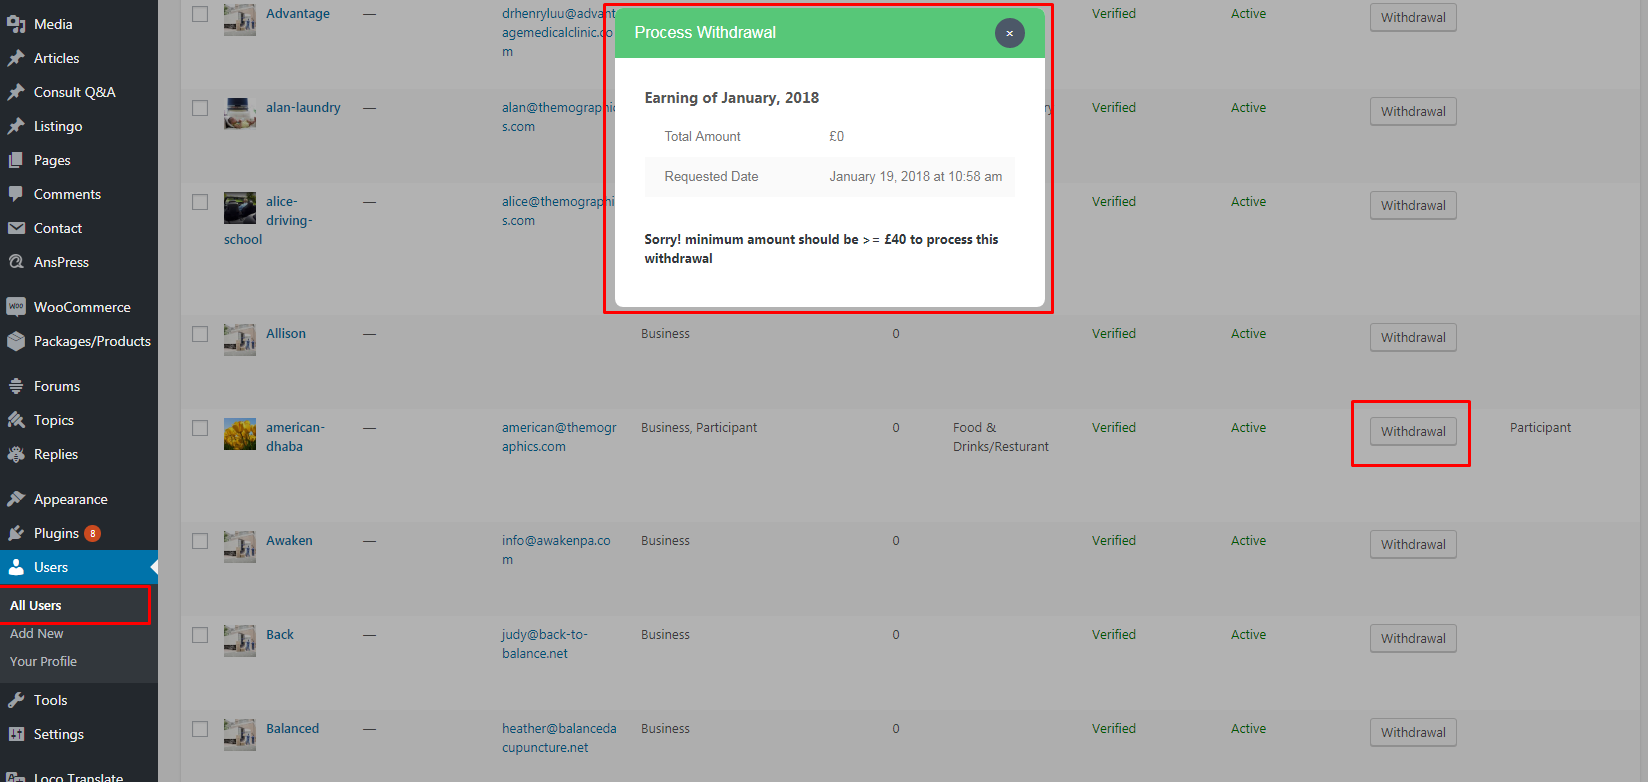 Media
Articles
Consult Q&A
Listingo
Pages
Comments
Contact
AnsPress
WOO WooCommerce
Packages/Products
Forums
Topics
Replies
Appearance
Plugins 8
Users
All Users
Add New
Your Profile
Tools
Settings
Loco Translate
Advantage — drhenryluu@advant Verified Active Withdrawal
agemedicalclinic.co
m
Process Withdrawal ×
Earning of January, 2018
Total Amount £0
Requested Date January 19, 2018 at 10:58 am
Sorry! minimum amount should be >= £40 to process this
withdrawal
alan-laundry — alan@themographic Verified Active Withdrawal
s.com
alice- — alice@themographi Verified Active Withdrawal
driving- s.com
school
Allison — Business 0 Verified Active Withdrawal
american- — american@themogr Business, Participant 0 Food & Verified Active Withdrawal Participant
dhaba aphics.com Drinks/Resturant
Awaken — info@awakenpa.co Business 0 Verified Active Withdrawal
m
Back — judy@back-to- Business 0 Verified Active Withdrawal
balance.net
Balanced — heather@balanceda Business 0 Verified Active Withdrawal
cupuncture.net